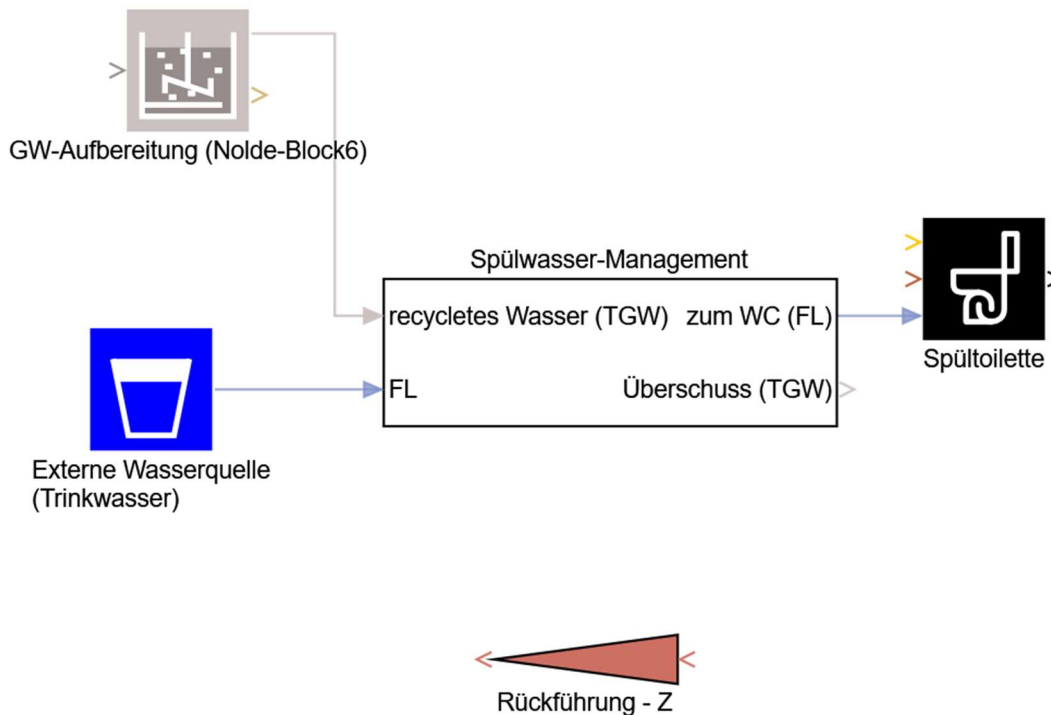 GW-Aufbereitung (Nolde-Block6)
Spülwasser-Management
recycletes Wasser (TGW) zum WC (FL)
FL Überschuss (TGW)
Spültoilette
Externe Wasserquelle
(Trinkwasser)
Rückführung - Z